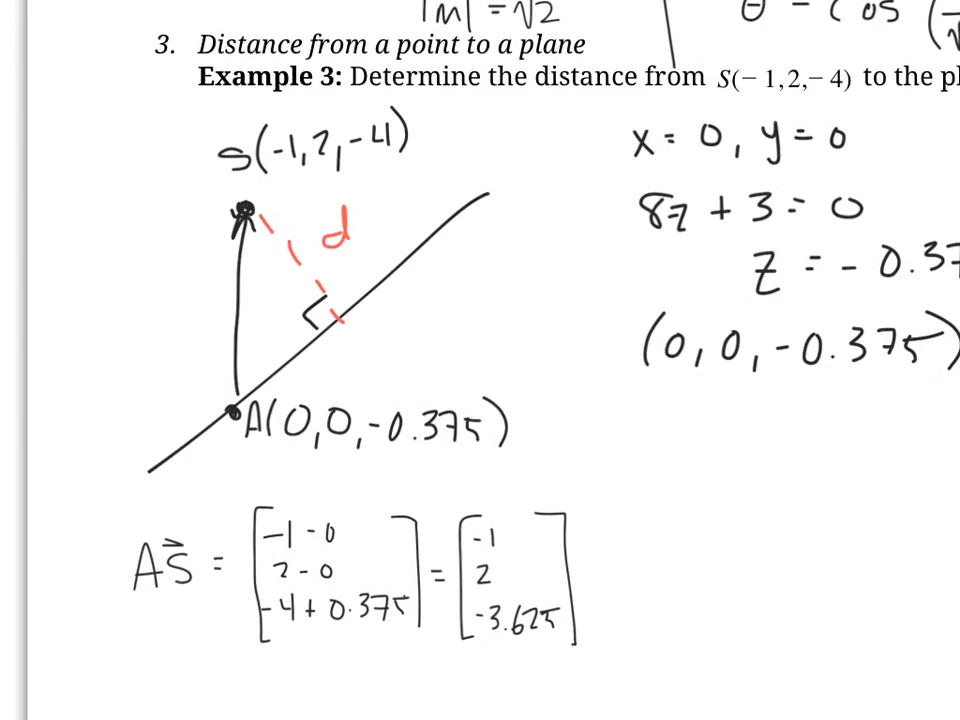 |m| = √2
θ = Cos
3. Distance from a point to a plane
Example 3: Determine the distance from S(− 1,2,− 4) to the pl
S(-1,2,-4)
d
A(0,0,-0.375)
x = 0, y = 0
8z + 3 = 0
z = - 0.37
(0, 0, -0.375)
AS = [-1 - 0 2 - 0 -4 + 0.375] = [-1 2 -3.625]